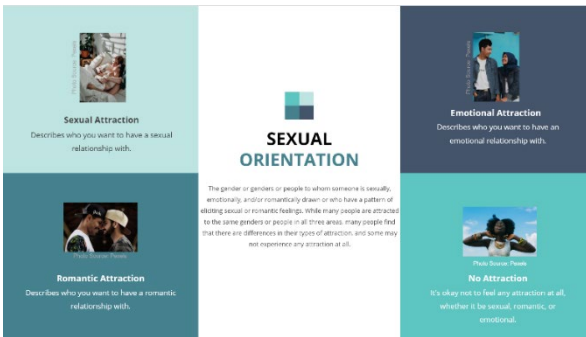 Photo Source: Pexels
Sexual Attraction
Describes who you want to have a sexual
relationship with.
Photo Source: Pexels
Romantic Attraction
Describes who you want to have a romantic
relationship with.
SEXUAL
ORIENTATION
The gender or genders or people to whom someone is sexually,
emotionally, and/or romantically drawn or who have a pattern of
eliciting sexual or romantic feelings. While many people are attracted
to the same genders or people in all three areas, many people find
that there are differences in their types of attraction, and some may
not experience any attraction at all.
Photo Source: Pexels
Emotional Attraction
Describes who you want to have an
emotional relationship with.
Photo Source: Pexels
No Attraction
It's okay not to feel any attraction at all,
whether it be sexual, romantic, or
emotional.